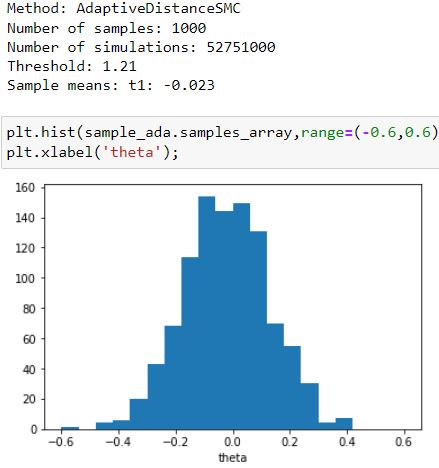 Method: AdaptiveDistanceSMC
Number of samples: 1000
Number of simulations: 52751000
Threshold: 1.21
Sample means: t1: -0.023
plt.hist(sample_ada.samples_array,range=(-0.6,0.6)
plt.xlabel('theta');
160
140
120
100
80
60
40
20
0
−0.6 −0.4 −0.2 0.0 0.2 0.4 0.6
theta